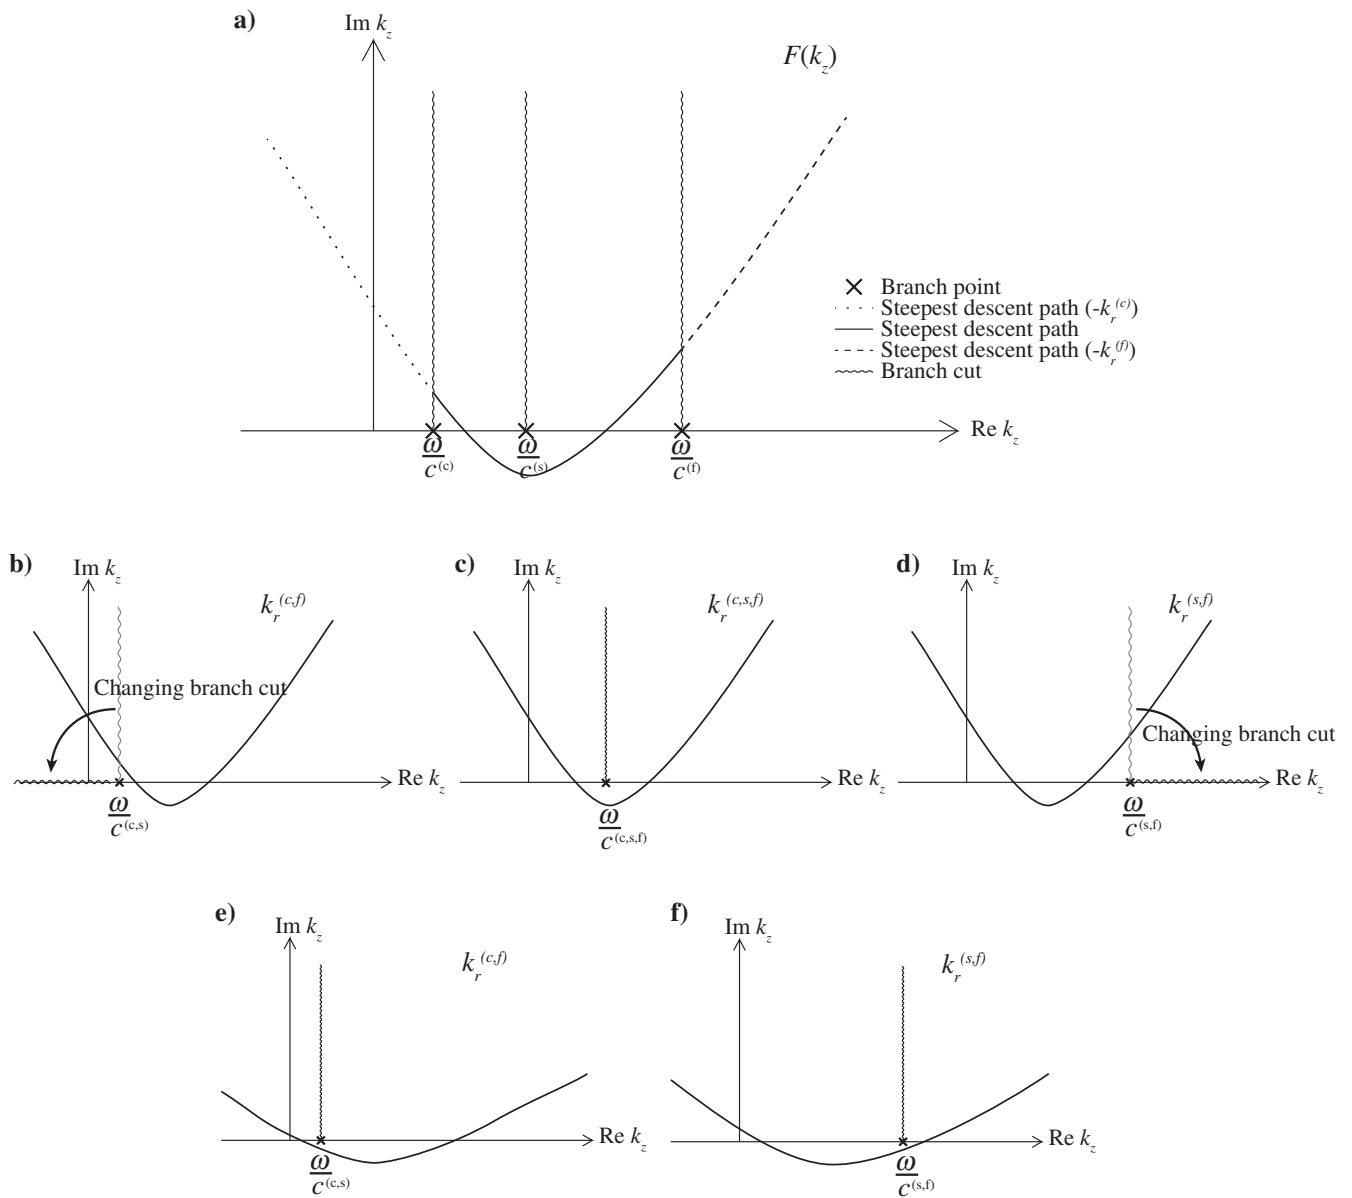 a)
Im k_z
F(k_z)
Branch point
Steepest descent path (-k_r^(c))
Steepest descent path
Steepest descent path (-k_r^(f))
Branch cut
Re k_z
ω/c^(c)
ω/c^(s)
ω/c^(f)
b)
Im k_z
k_r^(c,f)
Changing branch cut
Re k_z
ω/c^(c,s)
c)
Im k_z
k_r^(c,s,f)
Re k_z
ω/c^(c,s,f)
d)
Im k_z
k_r^(s,f)
Changing branch cut
Re k_z
ω/c^(s,f)
e)
Im k_z
k_r^(c,f)
Re k_z
ω/c^(c,s)
f)
Im k_z
k_r^(s,f)
Re k_z
ω/c^(s,f)